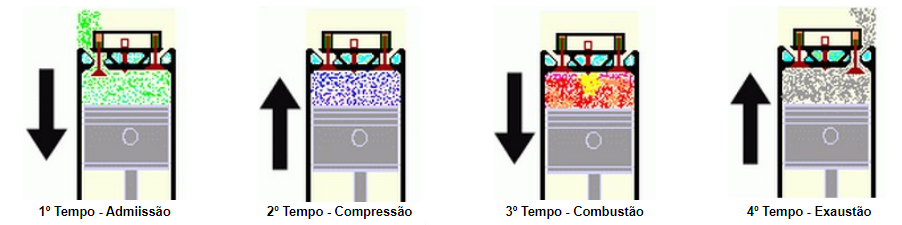 1º Tempo - Admiissão
2º Tempo - Compressão
3º Tempo - Combustão
4º Tempo - Exaustão